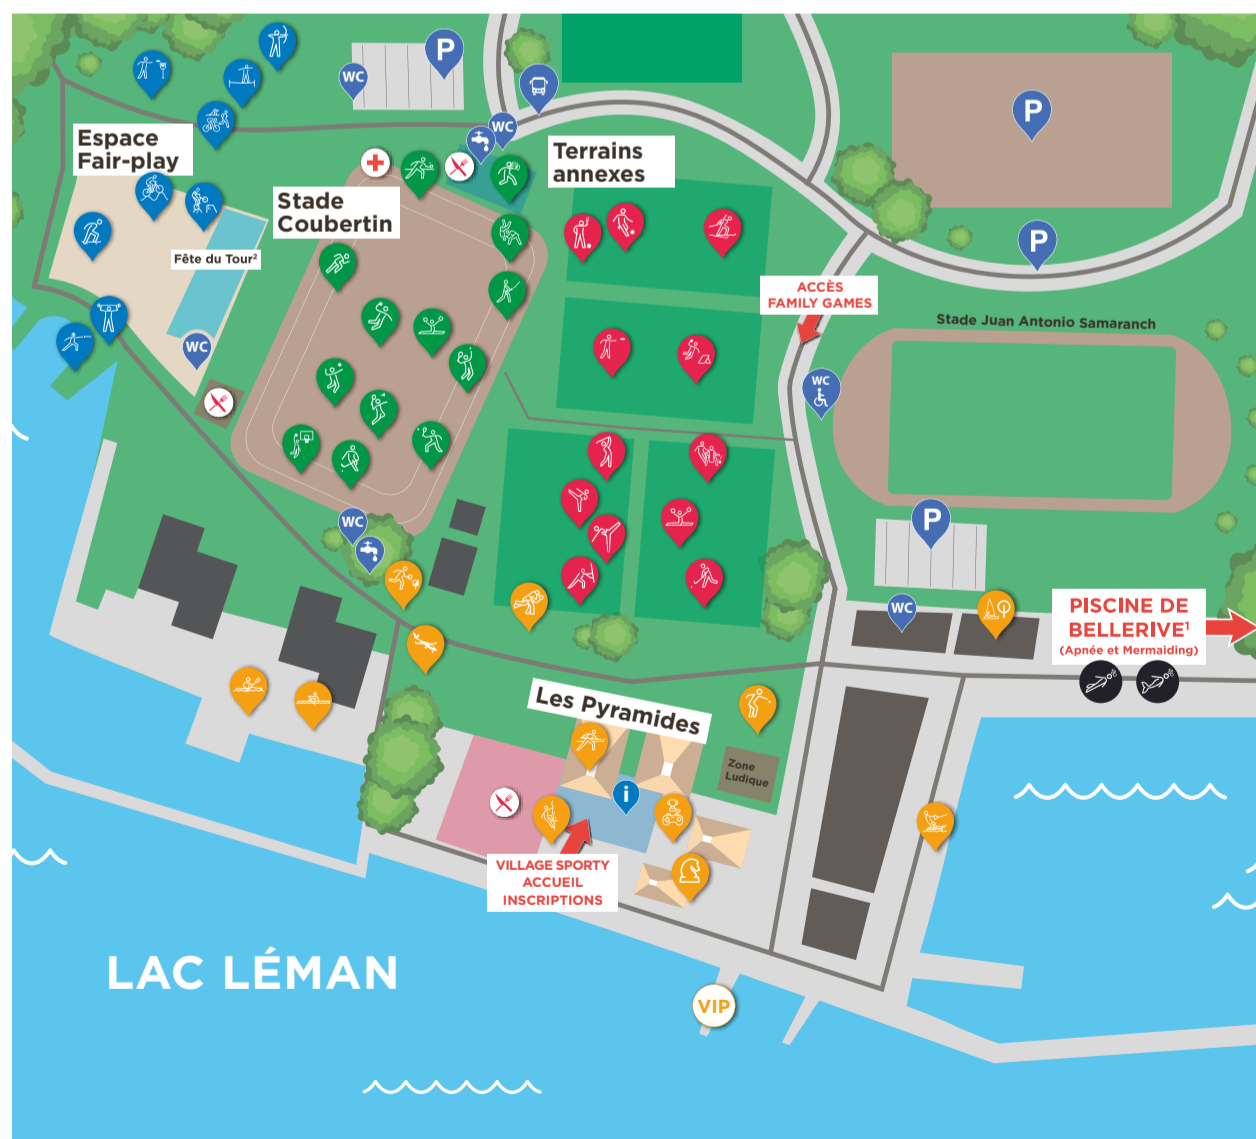 P
WC
WC
Espace
Fair-play
Terrains
annexes
P
Stade
Coubertin
Fête du Tour²
P
ACCÈS
FAMILY GAMES
Stade Juan Antonio Samaranch
WC
WC
P
WC
PISCINE DE
BELLERIVE¹
(Apnée et Mermaiding)
WC
Les Pyramides
Zone
Ludique
i
VILLAGE SPORTY
ACCUEIL
INSCRIPTIONS
LAC LÉMAN
VIP